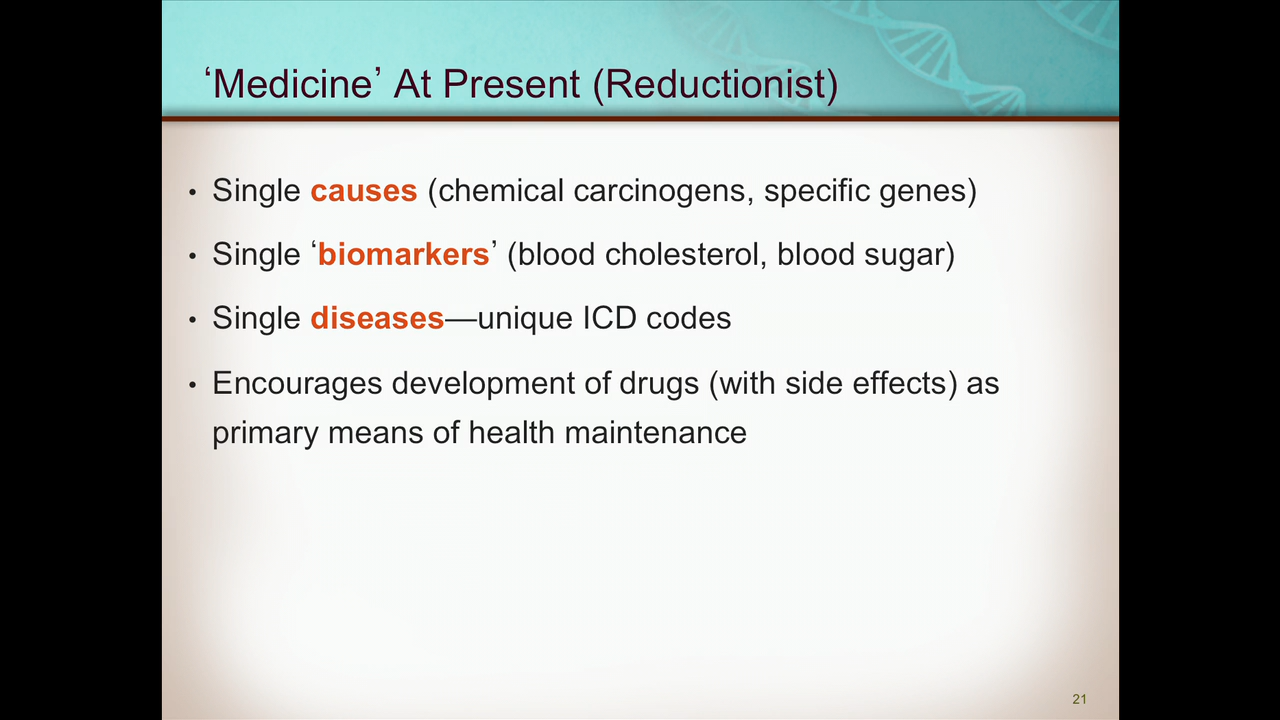 ‘Medicine’ At Present (Reductionist)
• Single causes (chemical carcinogens, specific genes)
• Single ‘biomarkers’ (blood cholesterol, blood sugar)
• Single diseases—unique ICD codes
• Encourages development of drugs (with side effects) as
primary means of health maintenance
21